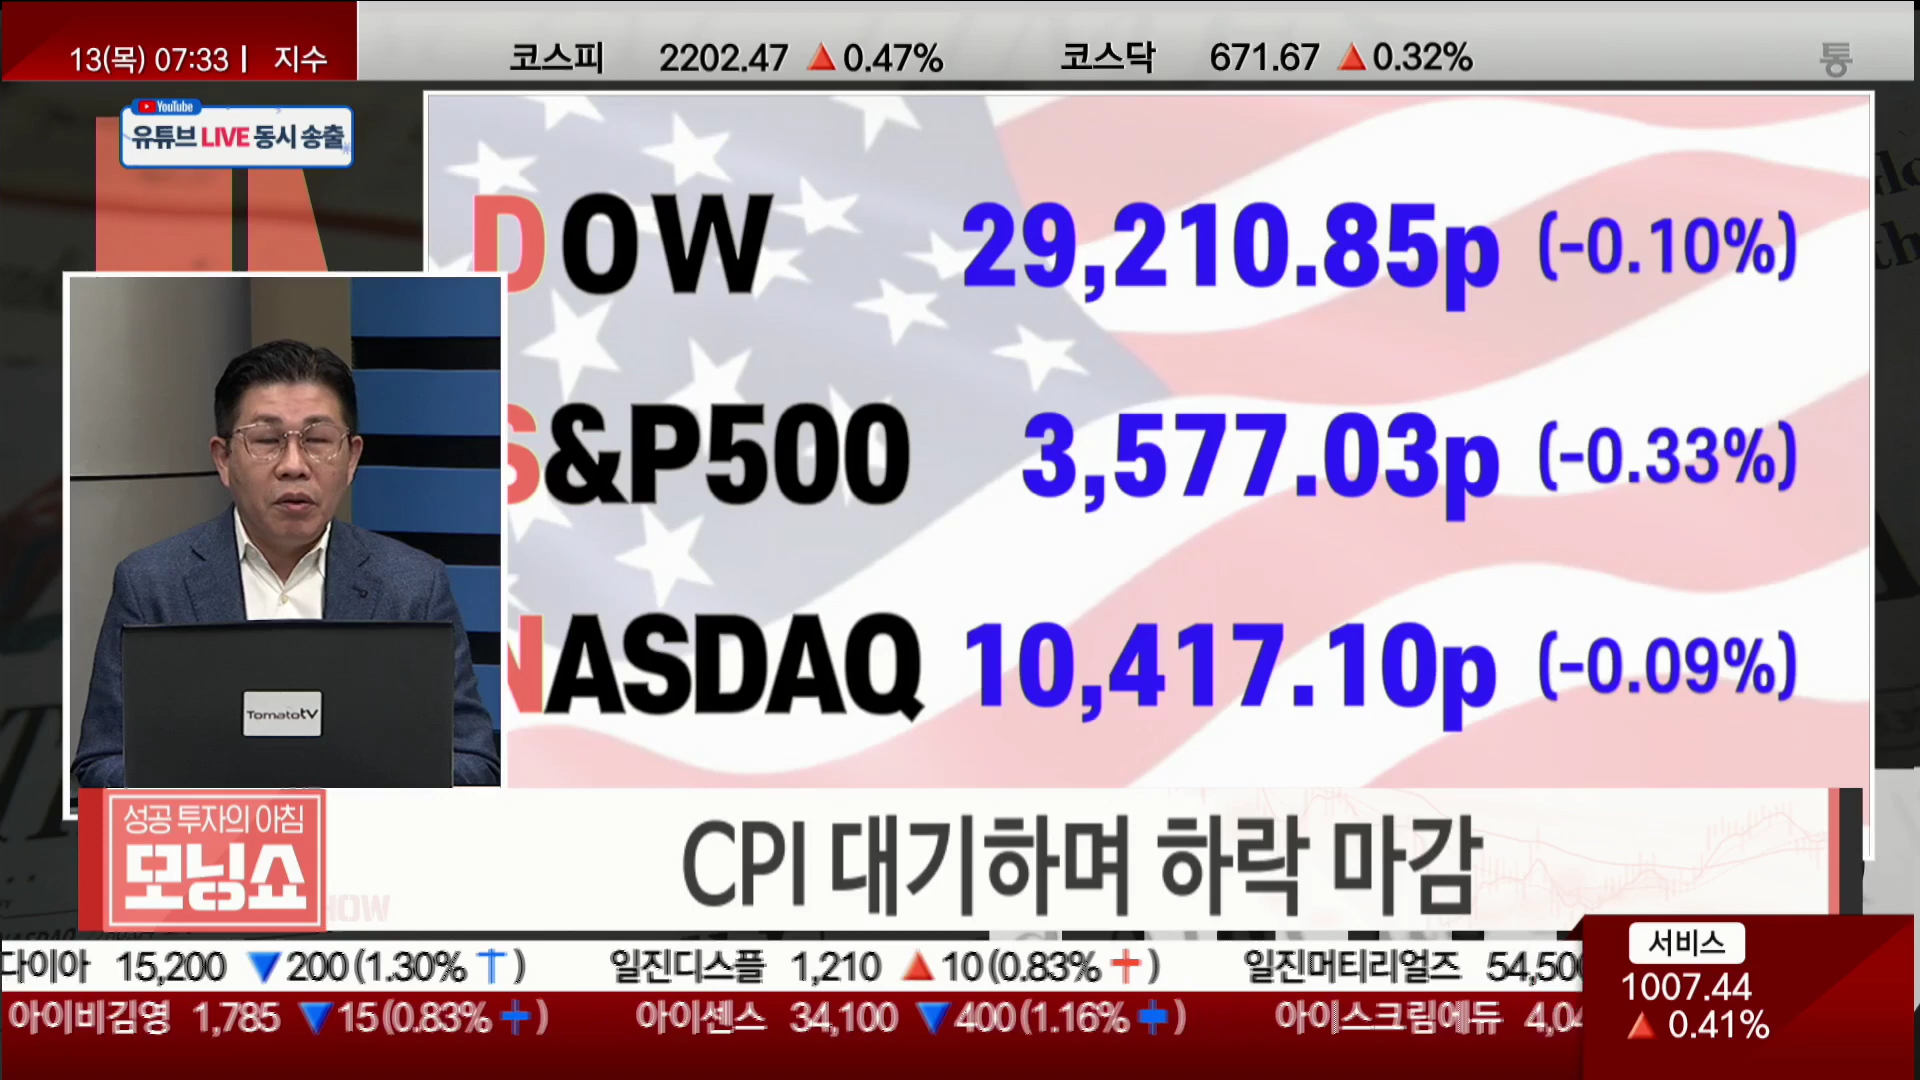 13(목) 07:33 | 지수
코스피 2202.47 ▲0.47% 코스닥 671.67 ▲0.32%
통
YouTube
유튜브 LIVE 동시 송출
DOW 29,210.85p (-0.10%)
S&P500 3,577.03p (-0.33%)
NASDAQ 10,417.10p (-0.09%)
Tomatotv
성공 투자의 아침
모닝쇼
CPI 대기하며 하락 마감
다이아 15,200 ▼200(1.30%) 일진디스플 1,210 ▲10(0.83%) 일진머티리얼즈 54,500
아이비김영 1,785 ▼15(0.83%) 아이센스 34,100 ▼400(1.16%) 아이스크림에듀 4,04
서비스
1007.44
▲ 0.41%